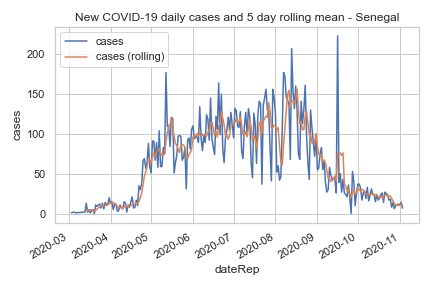 New COVID-19 daily cases and 5 day rolling mean - Senegal
cases
cases (rolling)
cases
200
150
100
50
0
2020-03
2020-04
2020-05
2020-06
2020-07
2020-08
2020-09
2020-10
2020-11
dateRep